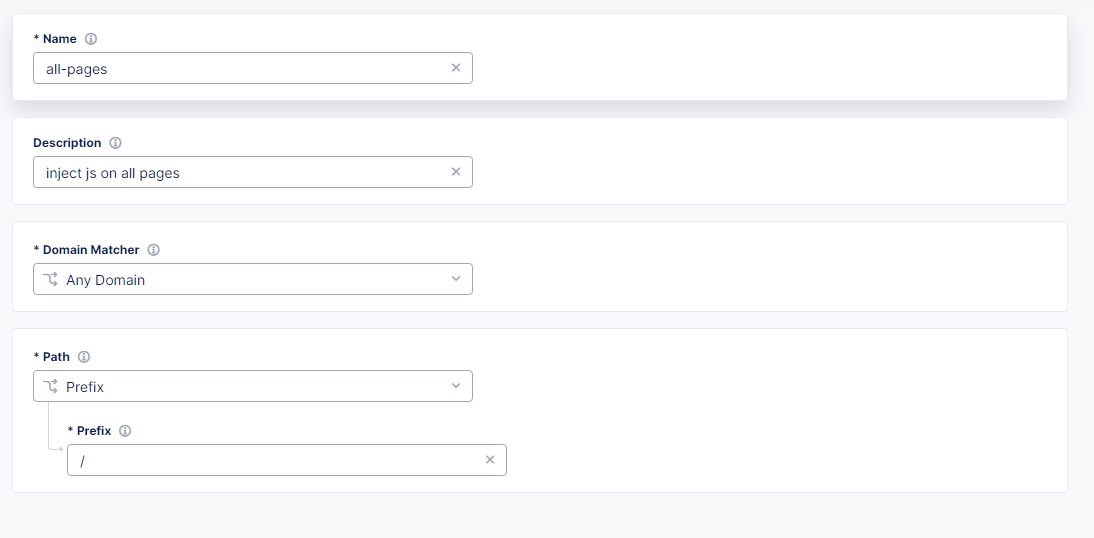 * Name
all-pages
Description
inject js on all pages
* Domain Matcher
Any Domain
* Path
Prefix
* Prefix
/